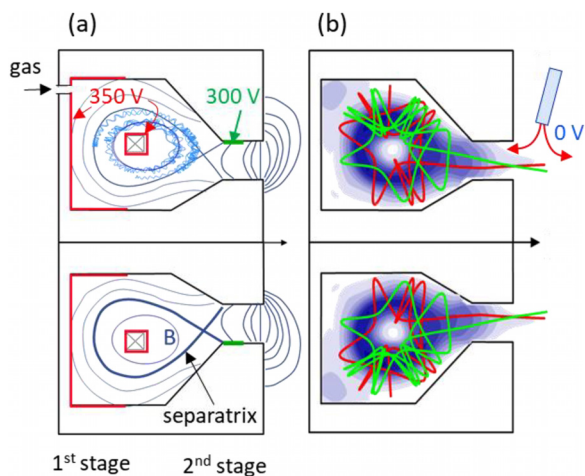 (a)
(b)
gas
350 V
300 V
0 V
B
separatrix
1st stage
2nd stage